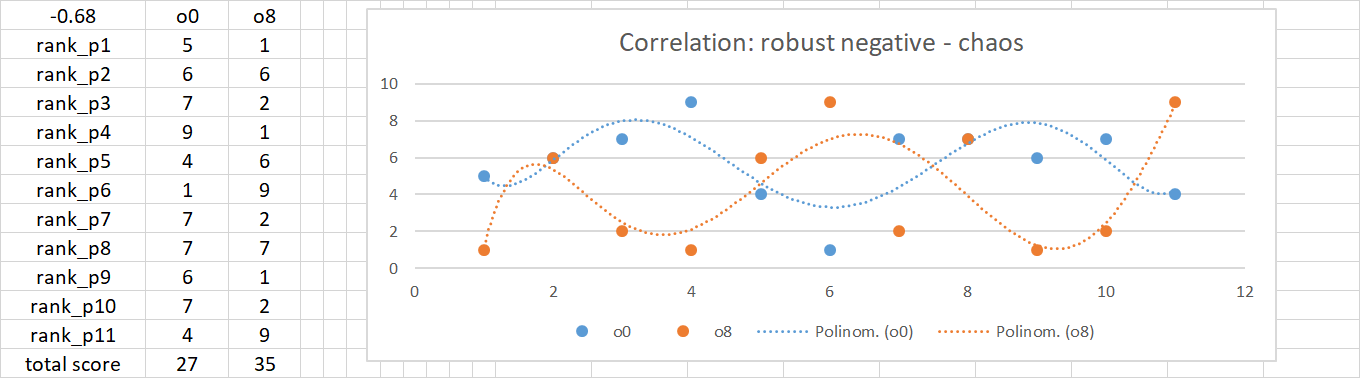 -0.68 o0 o8
rank_p1 5 1
rank_p2 6 6
rank_p3 7 2
rank_p4 9 1
rank_p5 4 6
rank_p6 1 9
rank_p7 7 2
rank_p8 7 7
rank_p9 6 1
rank_p10 7 2
rank_p11 4 9
total score 27 35
Correlation: robust negative - chaos
10
8
6
4
2
0
0 2 4 6 8 10 12
o0 o8 Polinom. (o0) Polinom. (o8)